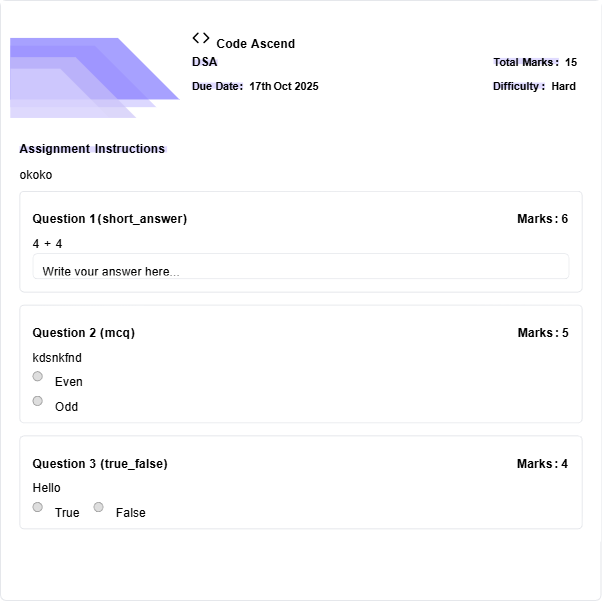 Code Ascend
DSA
Total Marks: 15
Due Date: 17th Oct 2025
Difficulty: Hard
Assignment Instructions
okoko
Question 1 (short_answer)
Marks: 6
4 + 4
Write your answer here...
Question 2 (mcq)
Marks: 5
kdsnkfnd
Even
Odd
Question 3 (true_false)
Marks: 4
Hello
True False